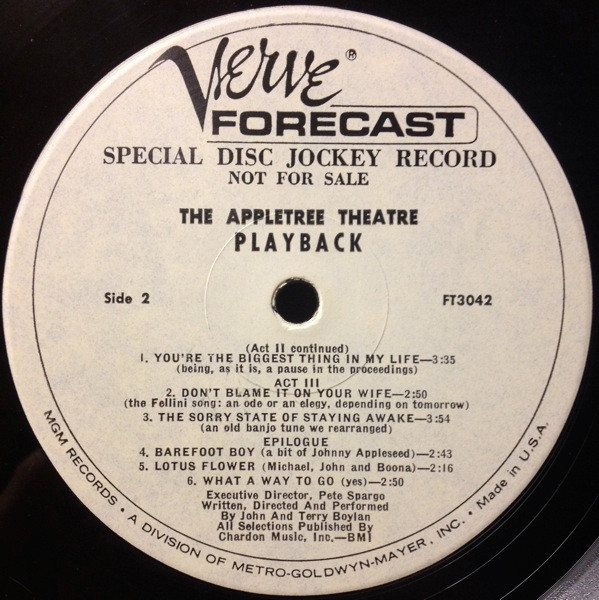 Verve®
FORECAST
SPECIAL DISC JOCKEY RECORD
NOT FOR SALE
THE APPLETREE THEATRE
PLAYBACK
Side 2
FT3042
(Act II continued)
1. YOU'RE THE BIGGEST THING IN MY LIFE—3:35
(being, as it is, a pause in the proceedings)
ACT III
2. DON'T BLAME IT ON YOUR WIFE—2:50
(the Fellini song: an ode or an elegy, depending on tomorrow)
3. THE SORRY STATE OF STAYING AWAKE—3:54
(an old banjo tune we rearranged)
EPILOGUE
4. BAREFOOT BOY (a bit of Johnny Appleseed)—2:43
5. LOTUS FLOWER (Michael, John and Boona)—2:16
6. WHAT A WAY TO GO (yes)—2:50
Executive Director, Pete Spargo
Written, Directed And Performed
By John And Terry Boylan
All Selections Published By
Chardon Music, Inc.—BMI
MGM RECORDS • A DIVISION OF METRO-GOLDWYN-MAYER, INC. • Made in U.S.A.